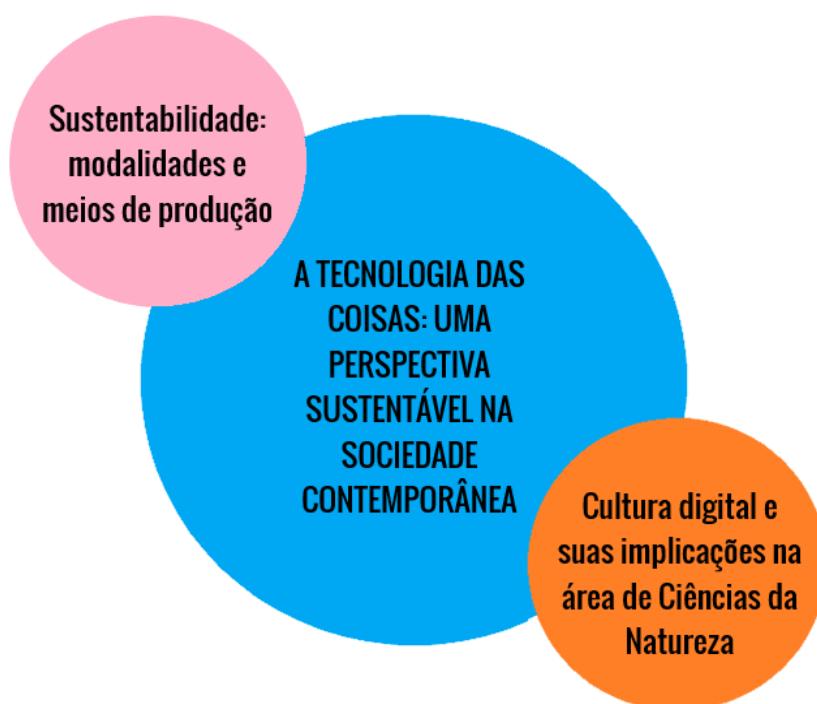 Sustentabilidade:
modalidades e
meios de produção
A TECNOLOGIA DAS
COISAS: UMA
PERSPECTIVA
SUSTENTÁVEL NA
SOCIEDADE
CONTEMPORÂNEA
Cultura digital e
suas implicações na
área de Ciências da
Natureza